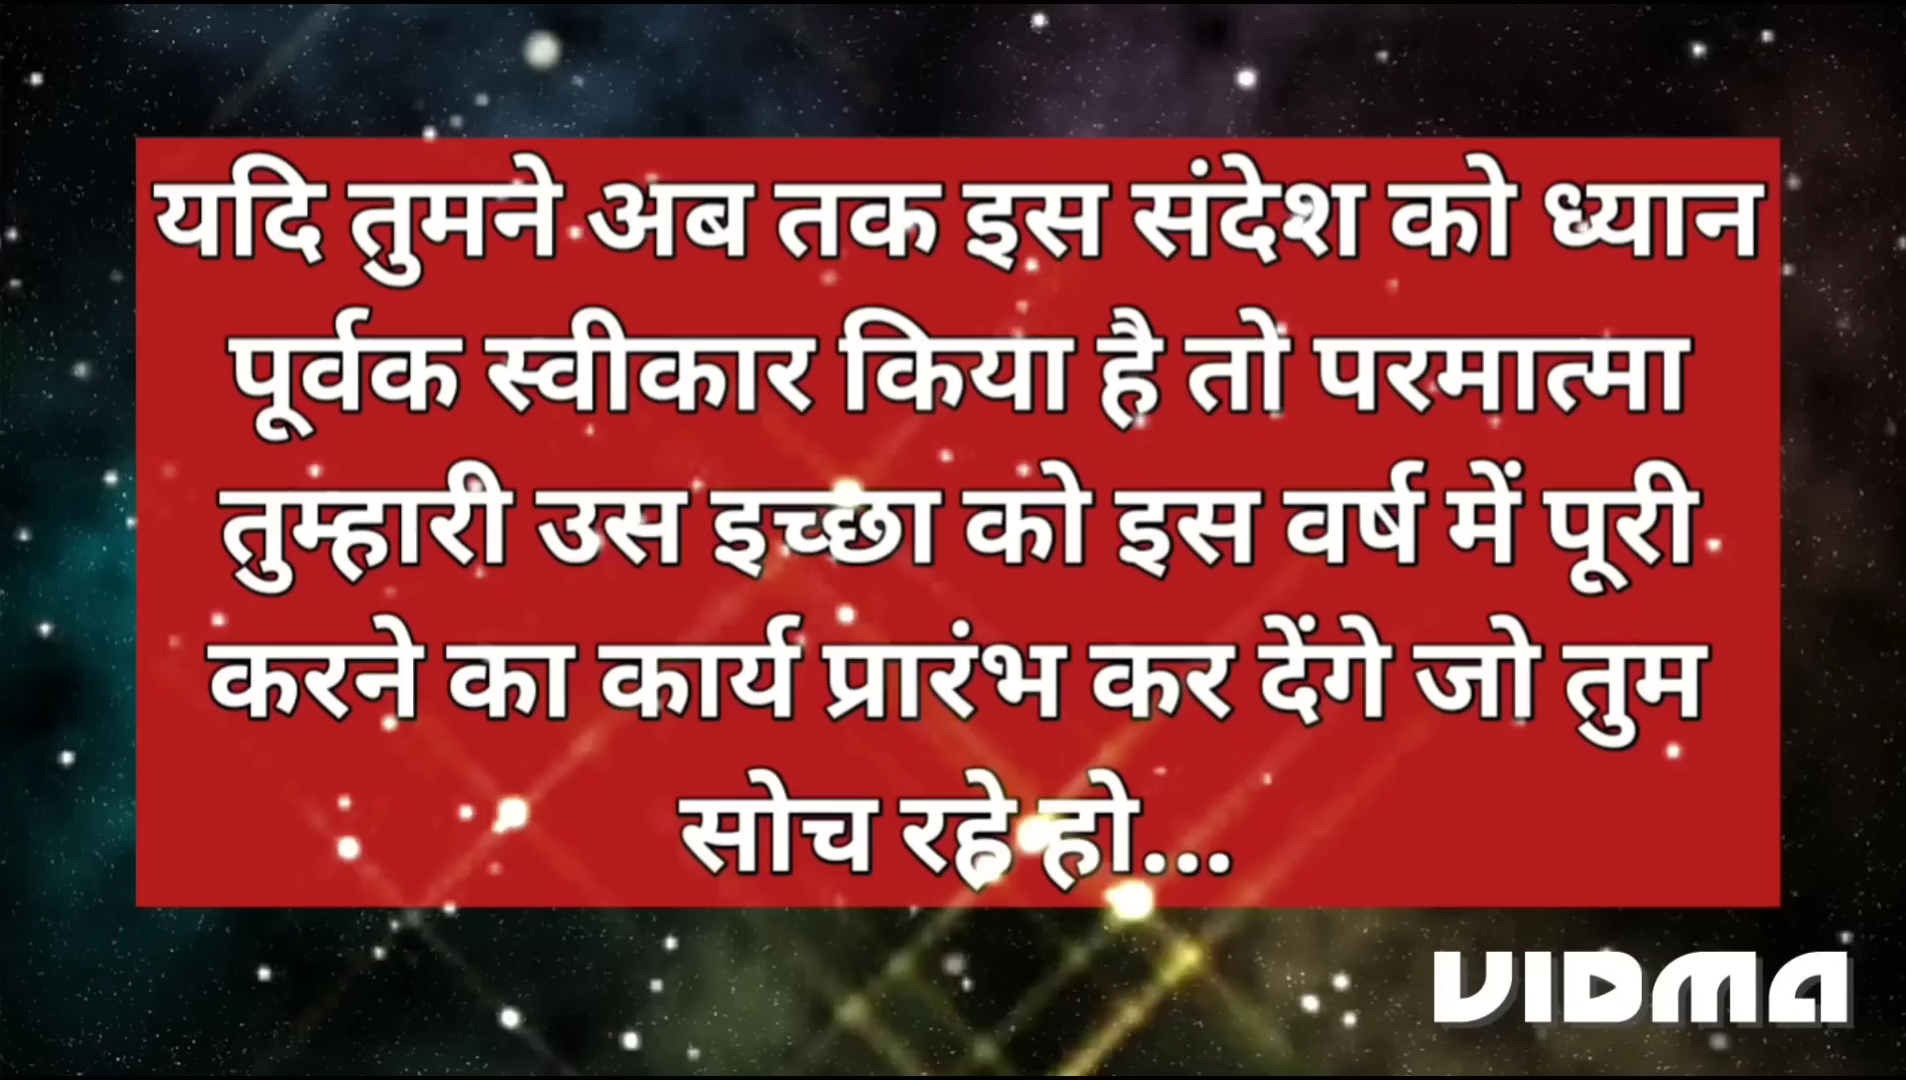 यदि तुमने अब तक इस संदेश को ध्यान
पूर्वक स्वीकार किया है तो परमात्मा
तुम्हारी उस इच्छा को इस वर्ष में पूरी
करने का कार्य प्रारंभ कर देंगे जो तुम
सोच रहे हो...
VIDMA